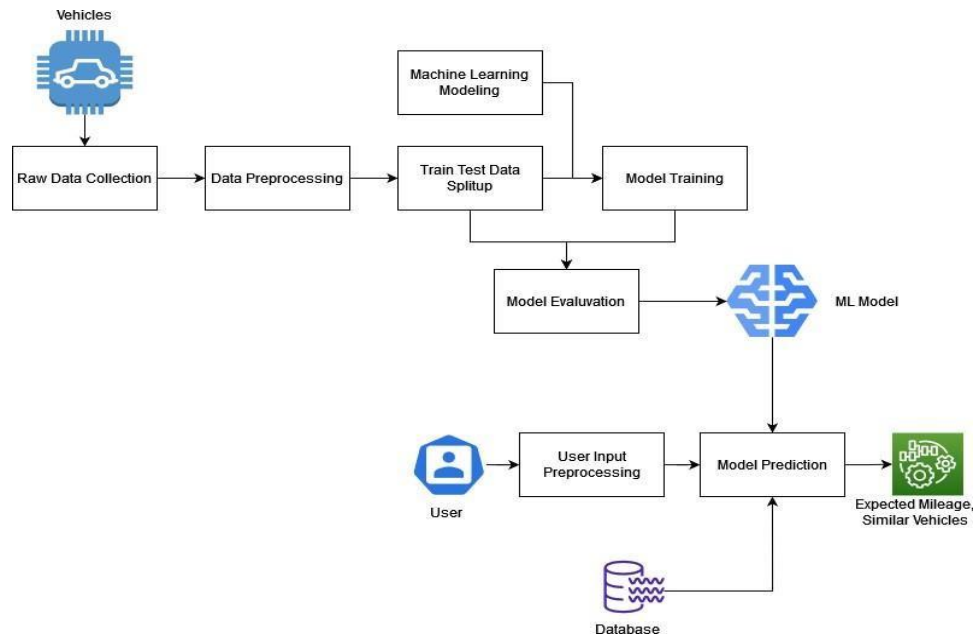 Vehicles
Machine Learning
Modeling
Raw Data Collection
Data Preprocessing
Train Test Data
Splitup
Model Training
Model Evaluvation
ML Model
User Input
Preprocessing
Model Prediction
User
Expected Mileage,
Similar Vehicles
Database